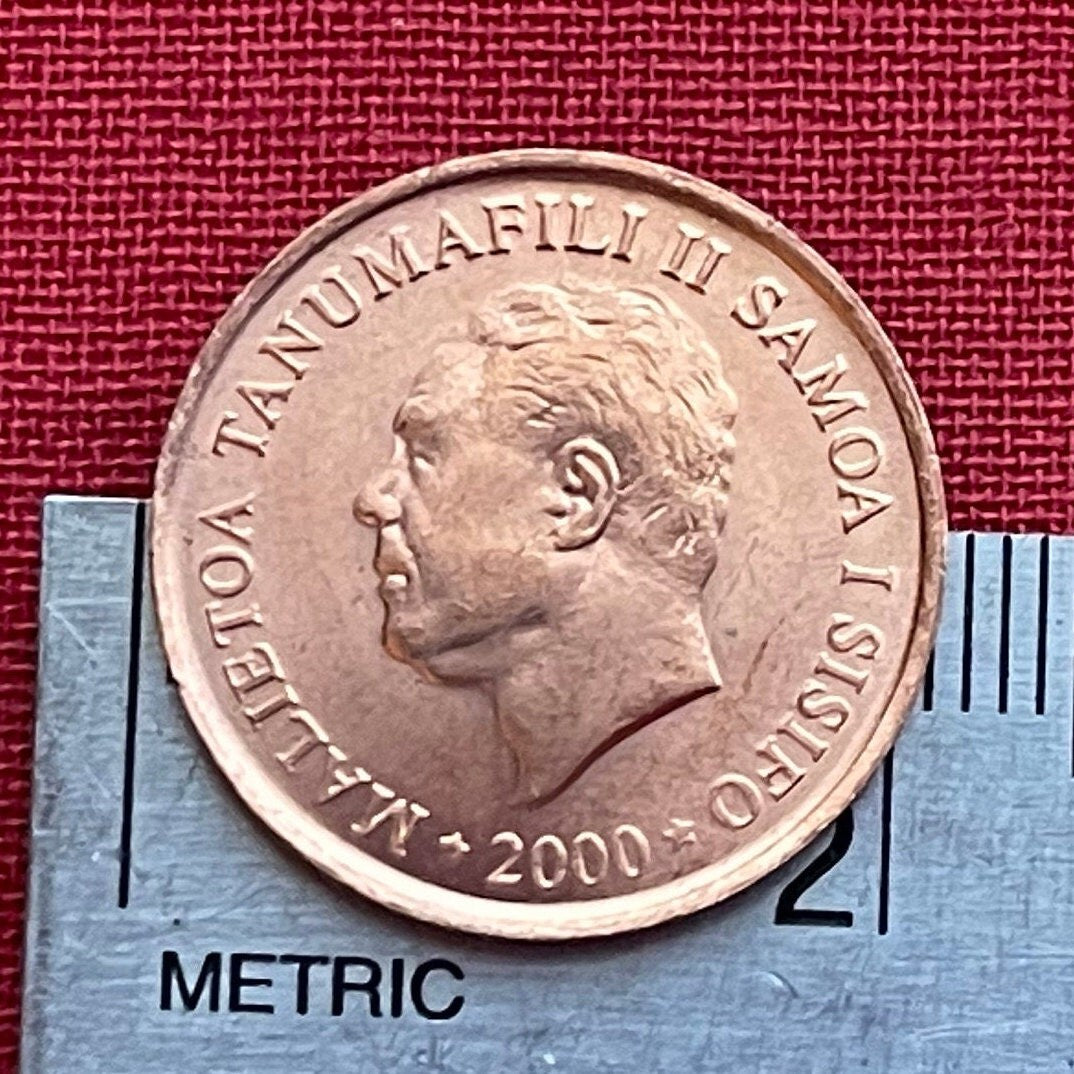 MALIETOA TANUMAFILI II SAMOA I SISIFO
2000
2
METRIC